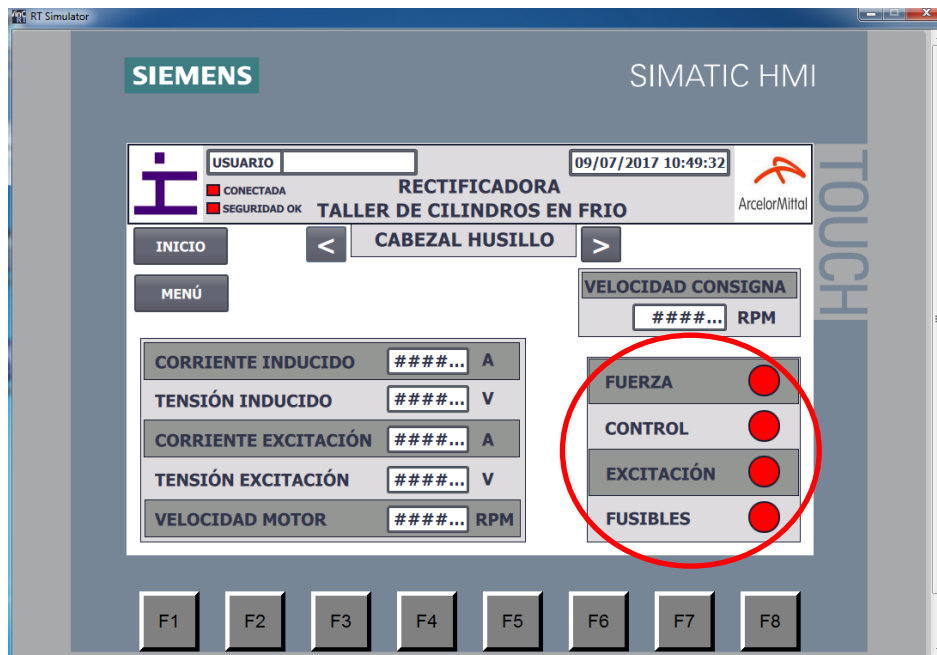 RT Simulator
SIEMENS
SIMATIC HMI
TOUCH
USUARIO
09/07/2017 10:49:32
CONECTADA
SEGURIDAD OK
RECTIFICADORA
TALLER DE CILINDROS EN FRIO
ArcelorMittal
INICIO
<
CABEZAL HUSILLO
>
MENÚ
VELOCIDAD CONSIGNA
####... RPM
CORRIENTE INDUCIDO ####... A
TENSIÓN INDUCIDO ####... V
CORRIENTE EXCITACIÓN ####... A
TENSIÓN EXCITACIÓN ####... V
VELOCIDAD MOTOR ####... RPM
FUERZA
CONTROL
EXCITACIÓN
FUSIBLES
F1 F2 F3 F4 F5 F6 F7 F8